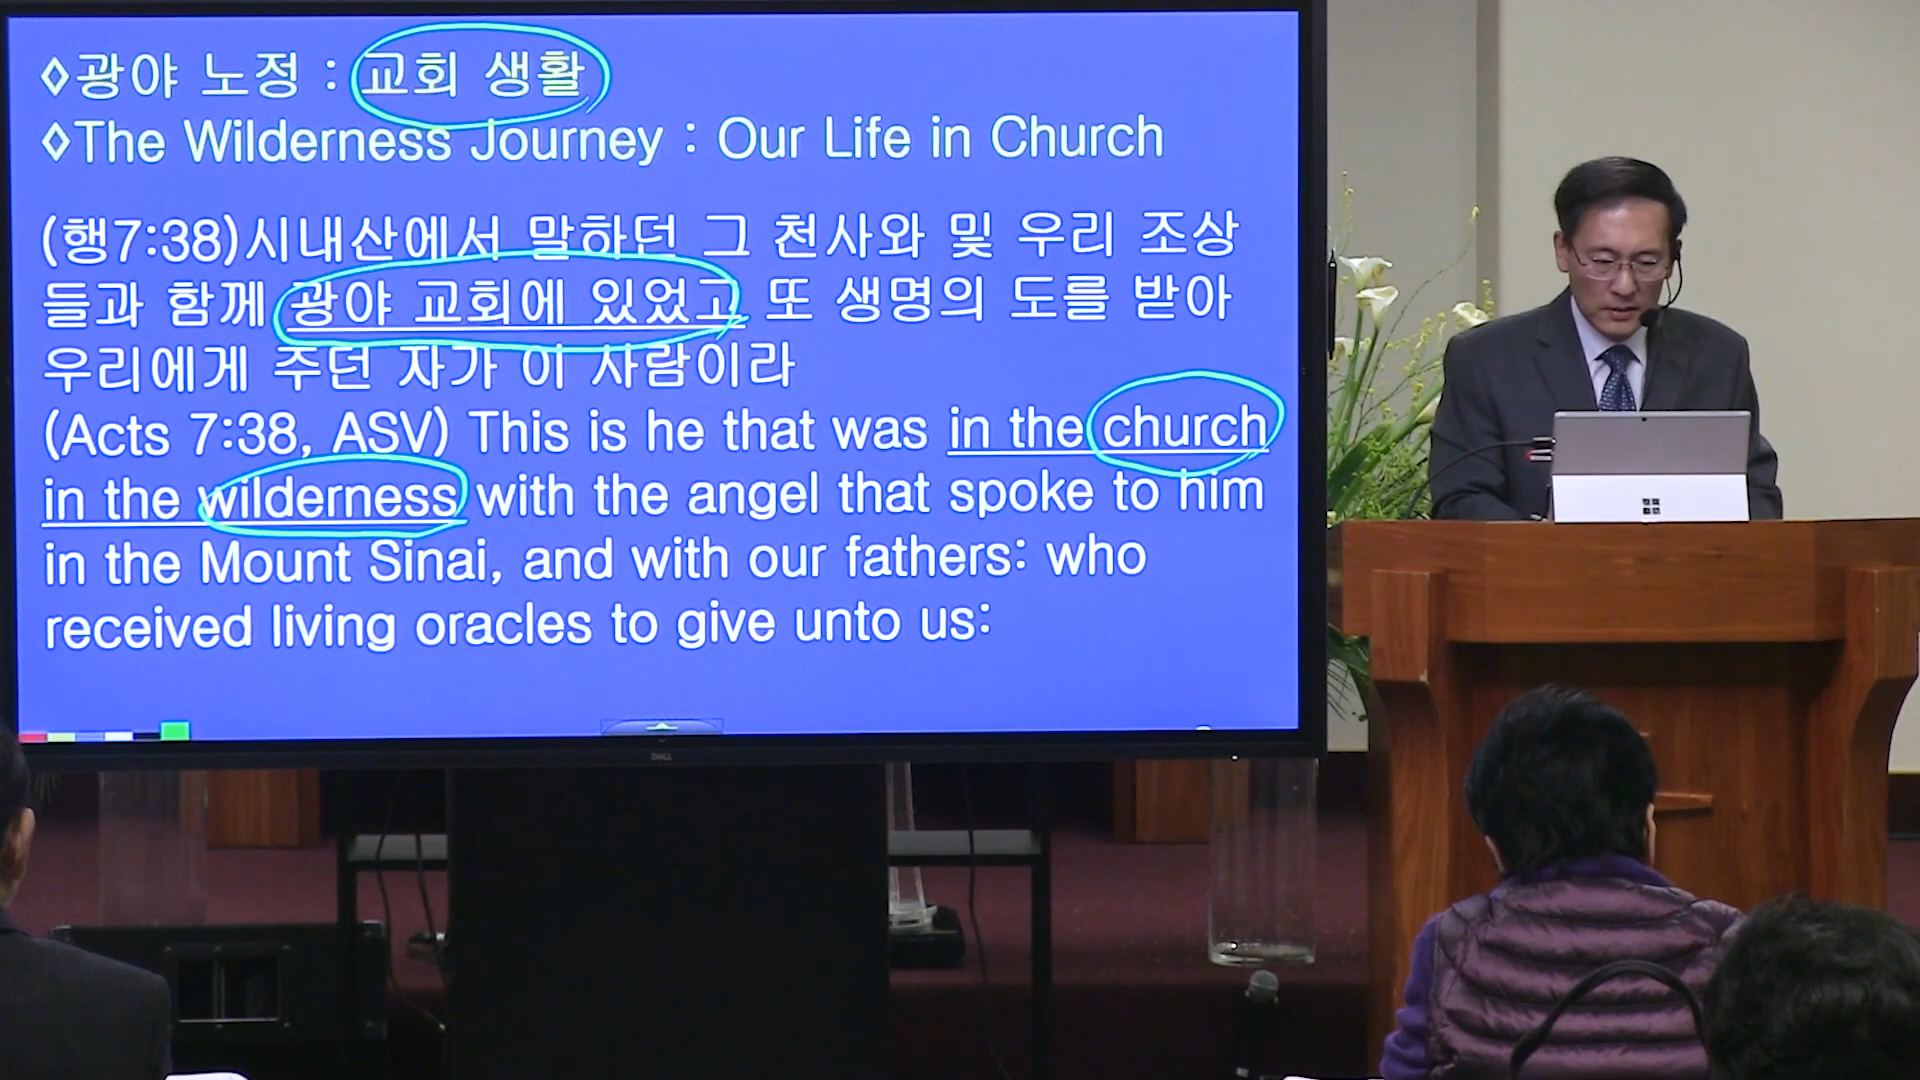 ◊광야 노정 : 교회 생활
◊The Wilderness Journey : Our Life in Church
(행7:38)시내산에서 말하던 그 천사와 및 우리 조상
들과 함께 광야 교회에 있었고 또 생명의 도를 받아
우리에게 주던 자가 이 사람이라
(Acts 7:38, ASV) This is he that was in the church
in the wilderness with the angel that spoke to him
in the Mount Sinai, and with our fathers: who
received living oracles to give unto us:
DELL